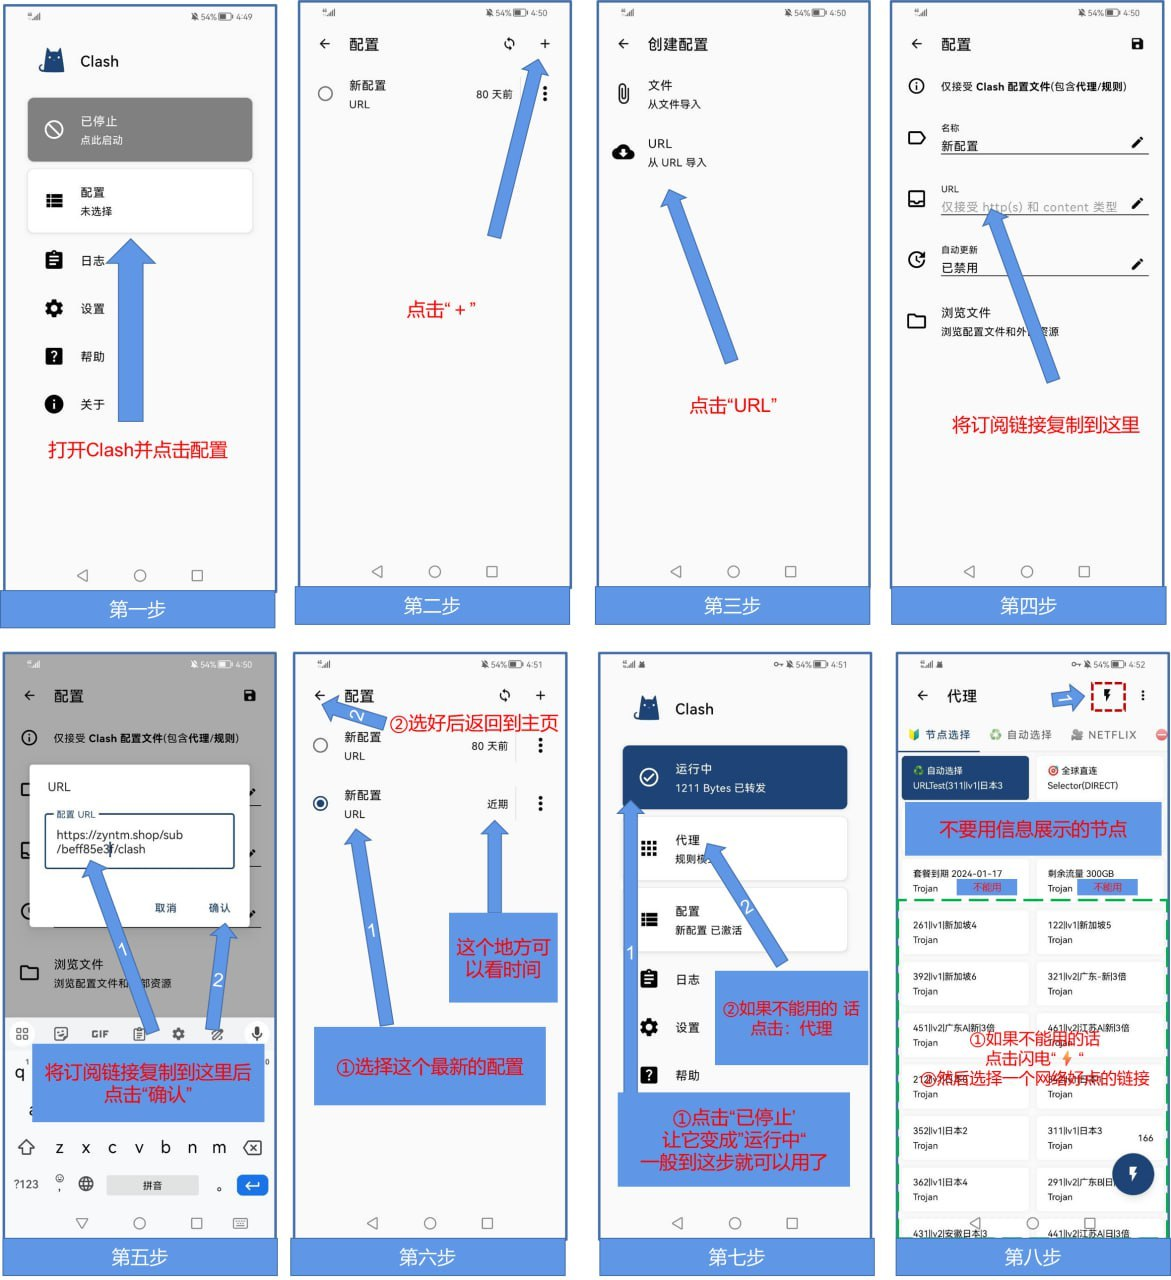 54% 4:49
Clash
已停止
点此启动
配置
未选择
日志
设置
帮助
关于
打开Clash并点击配置
第一步
54% 4:50
配置
新配置
URL
80 天前
点击“ + ”
第二步
54% 4:50
创建配置
文件
从文件导入
URL
从 URL 导入
点击“URL”
第三步
54% 4:50
配置
仅接受 Clash 配置文件(包含代理/规则)
名称
新配置
URL
仅接受 http(s) 和 content 类型
自动更新
已禁用
浏览文件
浏览配置文件和外部资源
将订阅链接复制到这里
第四步
54% 4:50
配置
仅接受 Clash 配置文件(包含代理/规则)
URL
配置 URL
https://zyntm.shop/sub
/beff85e3f/clash
取消
确认
浏览文件
浏览配置文件和外部资源
1
2
GIF
q
将订阅链接复制到这里后
点击“确认”
z x c v b n m
?123
拼音
第五步
54% 4:51
配置
2
②选好后返回到主页
新配置
URL
80 天前
新配置
URL
近期
1
这个地方可
以看时间
①选择这个最新的配置
第六步
54% 4:51
Clash
运行中
1211 Bytes 已转发
代理
规则模
配置
新配置 已激活
1
2
日志
设置
帮助
②如果不能用的 话
点击：代理
①点击“已停止'
让它变成”运行中“
一般到这步就可以用了
第七步
54% 4:52
代理
1
节点选择
自动选择
NETFLIX
自动选择
URLTest(311|lv1|日本3
全球直连
Selector(DIRECT)
不要用信息展示的节点
套餐到期 2024-01-17
Trojan
不能用
剩余流量 300GB
Trojan
不能用
261|lv1|新加坡4
Trojan
122|lv1|新加坡5
Trojan
392|lv1|新加坡6
Trojan
321|lv2|广东-新|3倍
Trojan
451|lv2|广东A|新|3倍
Trojan
461|lv2|江苏A|新|3倍
①如果不能用的话
点击闪电“⚡“
②然后选择一个网络好点的链接
Trojan
Trojan
352|lv1|日本2
Trojan
311|lv1|日本3
Trojan
166
362|lv1|日本4
Trojan
291|lv2|广东B|日
Trojan
431|lv2|安徽日本|3
441|lv2|江苏A|日|3倍
第八步